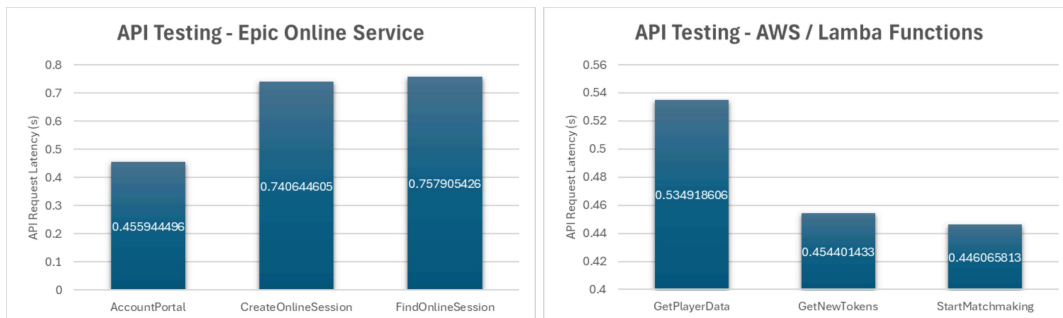 API Testing - Epic Online Service
API Request Latency (s)
0.8
0.7
0.6
0.5
0.4
0.3
0.2
0.1
0
0.455944496
0.740644605
0.757905426
AccountPortal
CreateOnlineSession
FindOnlineSession
API Testing - AWS / Lamba Functions
API Request Latency (s)
0.56
0.54
0.52
0.5
0.48
0.46
0.44
0.42
0.4
0.534918606
0.454401433
0.446065813
GetPlayerData
GetNewTokens
StartMatchmaking